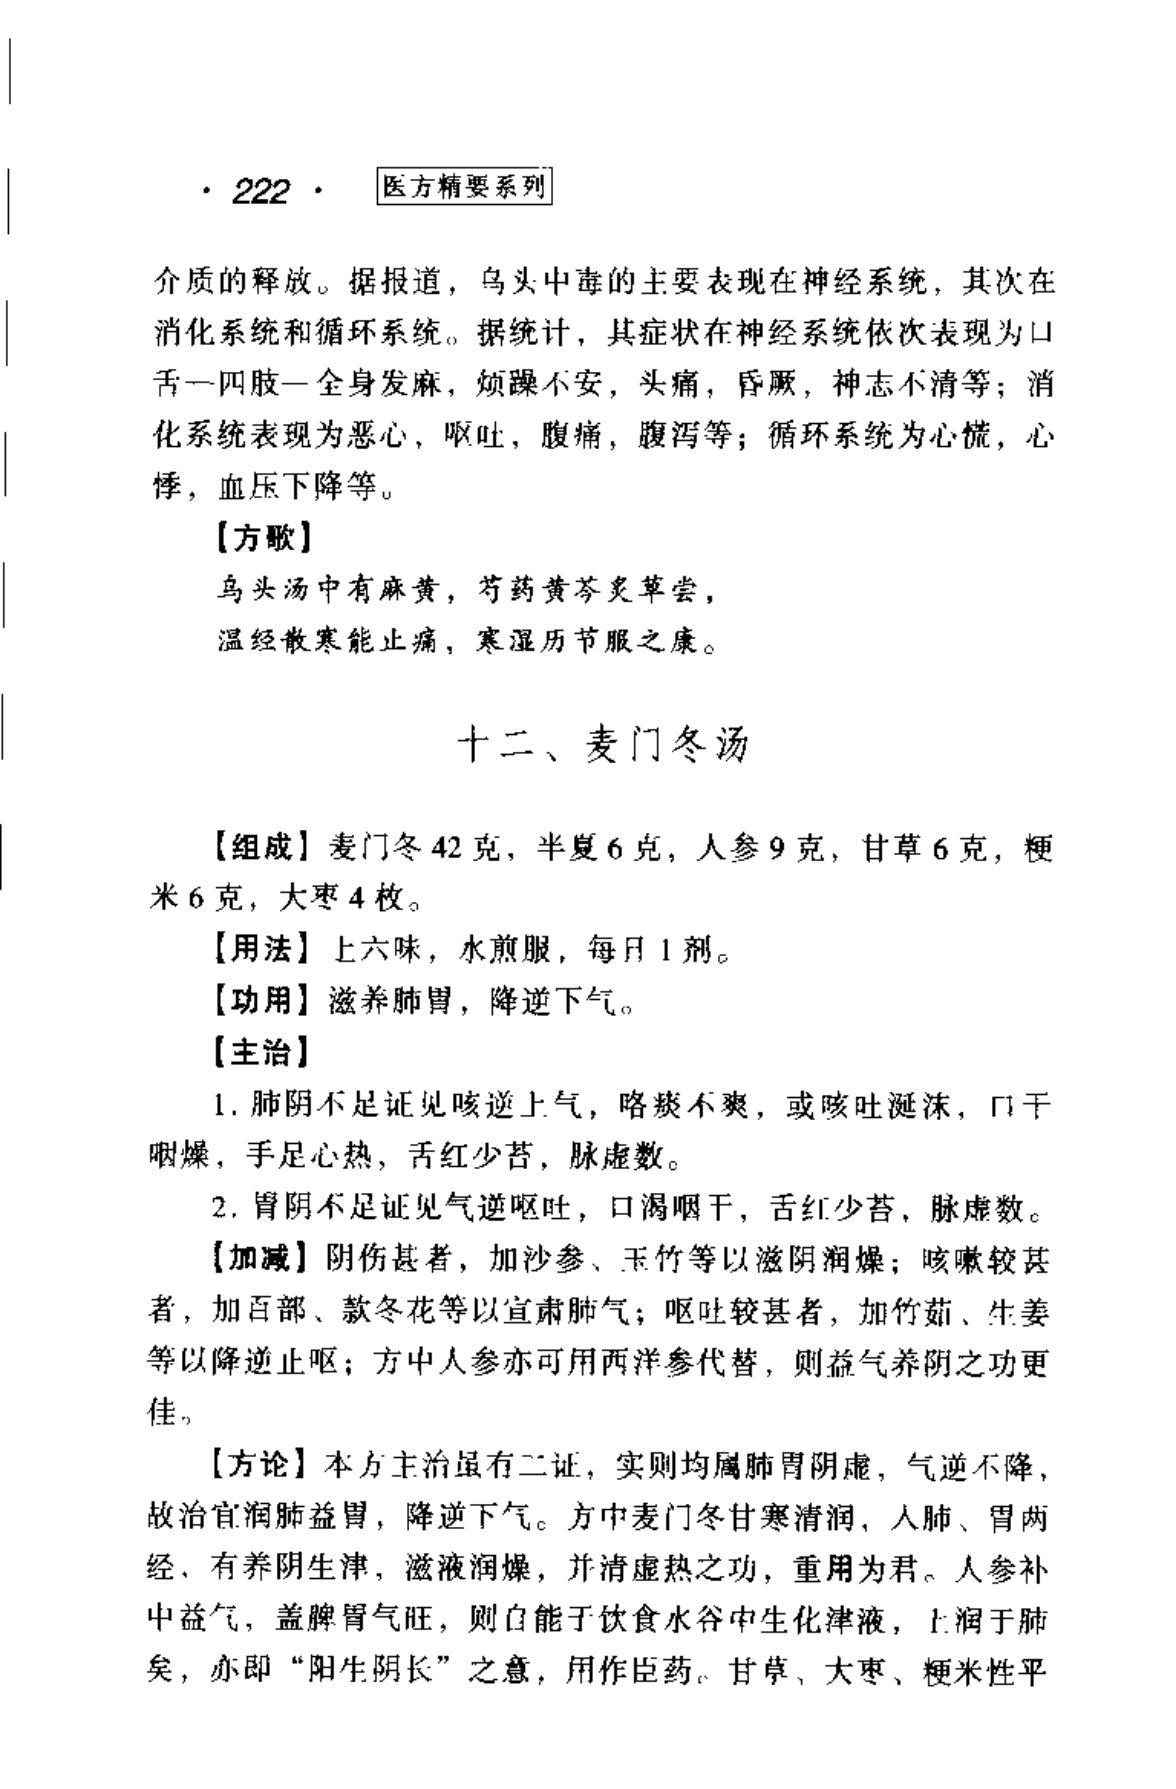 · 222 · 医方精要系列
介质的释放。据报道，乌头中毒的主要表现在神经系统，其次在
消化系统和循环系统。据统计，其症状在神经系统依次表现为口
舌—四肢—全身发麻，烦躁不安，头痛，昏厥，神志不清等；消
化系统表现为恶心，呕吐，腹痛，腹泻等；循环系统为心慌，心
悸，血压下降等。
【方歌】
乌头汤中有麻黄，芍药黄芩炙草尝，
温经散寒能止痛，寒湿历节服之康。
十二、麦门冬汤
【组成】麦门冬 42 克，半夏 6 克，人参 9 克，甘草 6 克，粳
米 6 克，大枣 4 枚。
【用法】上六味，水煎服，每日 1 剂。
【功用】滋养肺胃，降逆下气。
【主治】
1. 肺阴不足证见咳逆上气，咯痰不爽，或咳吐涎沫，口干
咽燥，手足心热，舌红少苔，脉虚数。
2. 胃阴不足证见气逆呕吐，口渴咽干，舌红少苔，脉虚数。
【加减】阴伤甚者，加沙参、玉竹等以滋阴润燥；咳嗽较甚
者，加百部、款冬花等以宣肃肺气；呕吐较甚者，加竹茹、生姜
等以降逆止呕；方中人参亦可用西洋参代替，则益气养阴之功更
佳。
【方论】本方主治虽有二证，实则均属肺胃阴虚，气逆不降，
故治宜润肺益胃，降逆下气。方中麦门冬甘寒清润，入肺、胃两
经，有养阴生津，滋液润燥，并清虚热之功，重用为君。人参补
中益气，盖脾胃气旺，则自能于饮食水谷中生化津液，上润于肺
矣，亦即“阳生阴长”之意，用作臣药。甘草、大枣、粳米性平